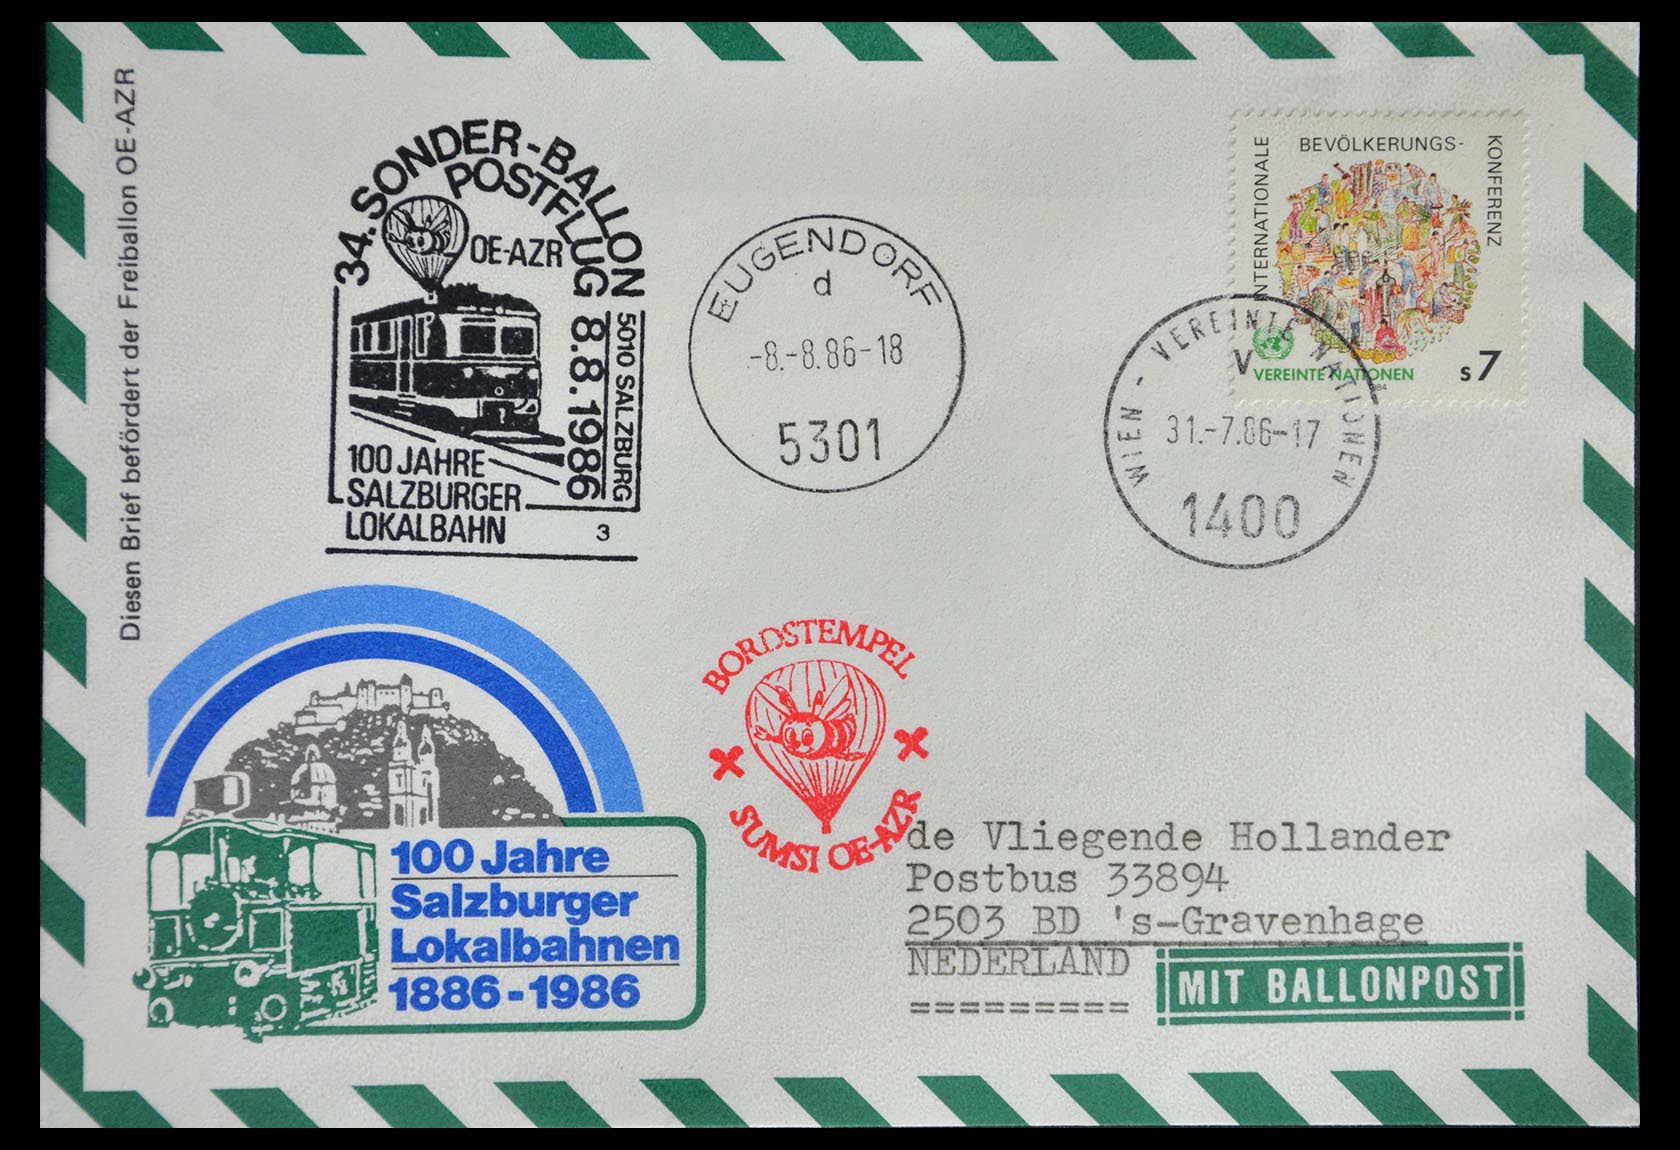 Diesen Brief befördert der Freiballon OE-AZR
34. SONDER-BALLON
POSTFLUG 8.8.1986
OE-AZR
5010 SALZBURG
100 JAHRE
SALZBURGER
LOKALBAHN
3
EUGENDORF
d
-8.-8.86-18
5301
INTERNATIONALE
BEVÖLKERUNGS-
KONFERENZ
VEREINTE NATIONEN
s7
WIEN - VEREINTE NATIONEN
V
31.-7.86-17
1400
BORDSTEMPEL
SUMSI OE-AZR
100 Jahre
Salzburger
Lokalbahnen
1886-1986
de Vliegende Hollander
Postbus 33894
2503 BD 's-Gravenhage
NEDERLAND
=========
MIT BALLONPOST